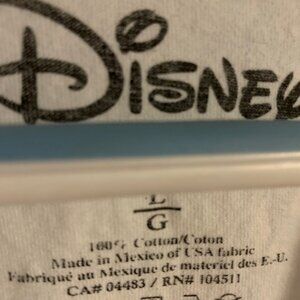 Disney
L
G
100% Cotton/Coton
Made in Mexico of USA fabric
Fabriqué au Mexique de materiel des E.-U.
CA# 04483 / RN# 104511